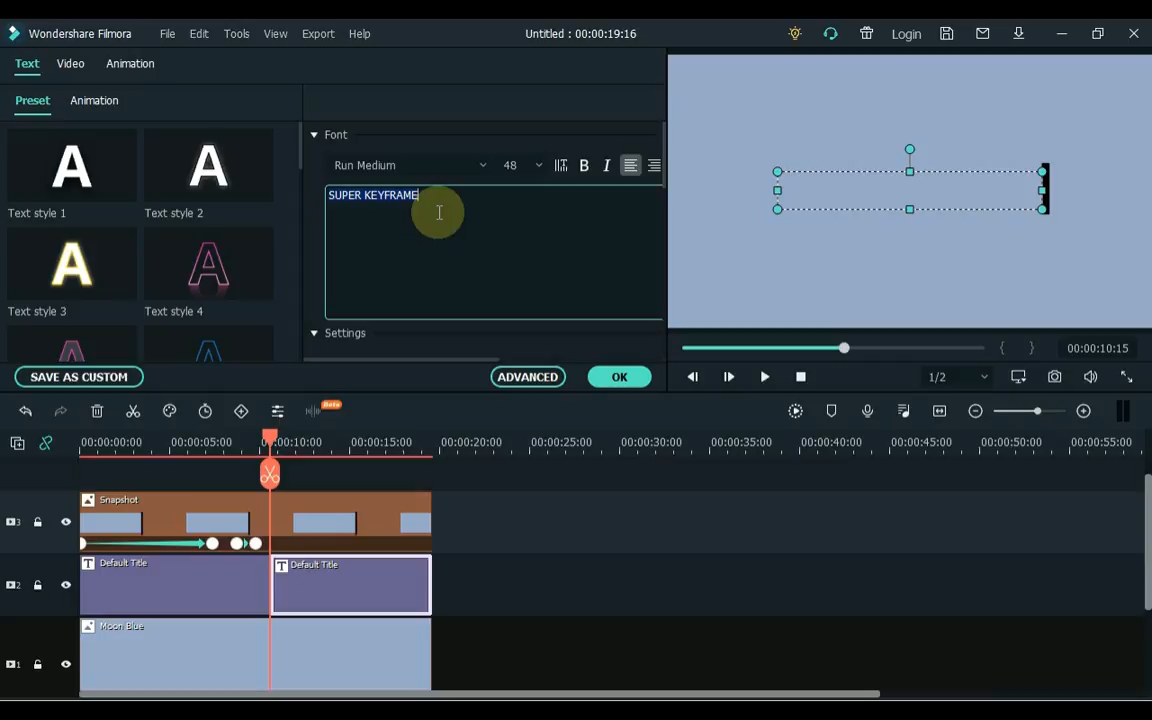 Wondershare Filmora File Edit Tools View Export Help Untitled : 00:00:19:16 Login
Text Video Animation
Preset Animation
Font
Run Medium 48 B I
SUPER KEYFRAME
A A
Text style 1 Text style 2
A A
Text style 3 Text style 4
A A
Settings
00:00:10:15
SAVE AS CUSTOM ADVANCED OK 1/2
Beta
00:00:00:00 00:00:05:00 00:00:10:00 00:00:15:00 00:00:20:00 00:00:25:00 00:00:30:00 00:00:35:00 00:00:40:00 00:00:45:00 00:00:50:00 00:00:55:00
Snapshot
3
Default Title Default Title
T T
2
Moon Blue
1